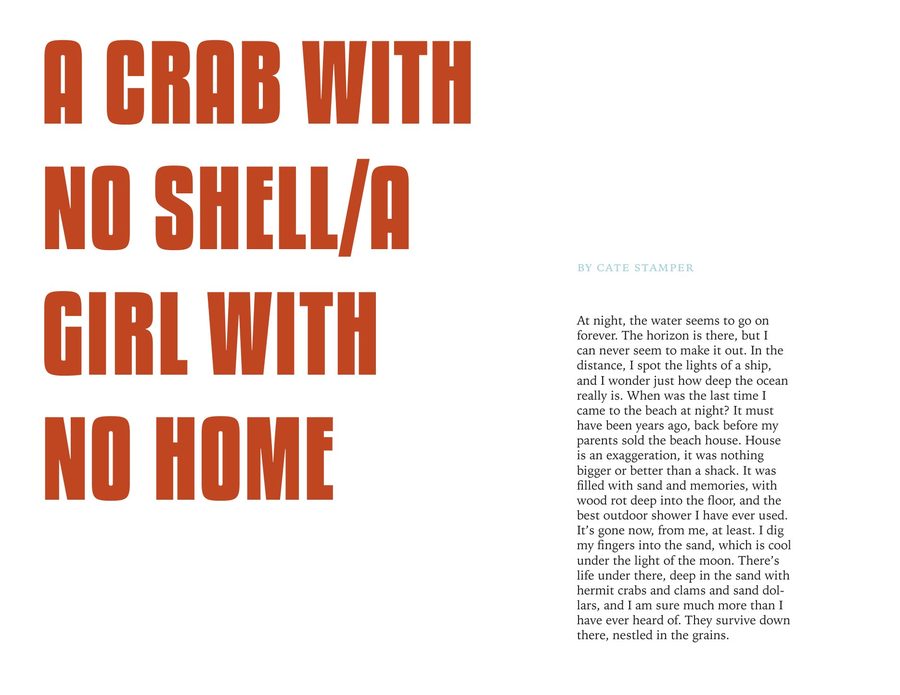 A CRAB WITH
NO SHELL/A
GIRL WITH
NO HOME
BY CATE STAMPER
At night, the water seems to go on
forever. The horizon is there, but I
can never seem to make it out. In the
distance, I spot the lights of a ship,
and I wonder just how deep the ocean
really is. When was the last time I
came to the beach at night? It must
have been years ago, back before my
parents sold the beach house. House
is an exaggeration, it was nothing
bigger or better than a shack. It was
filled with sand and memories, with
wood rot deep into the floor, and the
best outdoor shower I have ever used.
It’s gone now, from me, at least. I dig
my fingers into the sand, which is cool
under the light of the moon. There’s
life under there, deep in the sand with
hermit crabs and clams and sand dol-
lars, and I am sure much more than I
have ever heard of. They survive down
there, nestled in the grains.